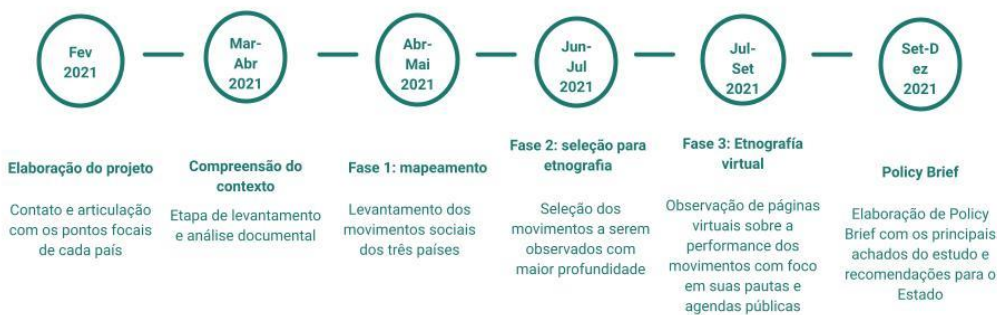 Fev
2021
Mar-
Abr
2021
Abr-
Mai
2021
Jun-
Jul
2021
Jul-
Set
2021
Set-D
ez
2021
Elaboração do projeto
Contato e articulação
com os pontos focais
de cada país
Compreensão do
contexto
Etapa de levantamento
e análise documental
Fase 1: mapeamento
Levantamento dos
movimentos sociais
dos três países
Fase 2: seleção para
etnografia
Seleção dos
movimentos a serem
observados com
maior profundidade
Fase 3: Etnografía
virtual
Observação de páginas
virtuais sobre a
performance dos
movimentos com foco
em suas pautas e
agendas públicas
Policy Brief
Elaboração de Policy
Brief com os principais
achados do estudo e
recomendações para o
Estado